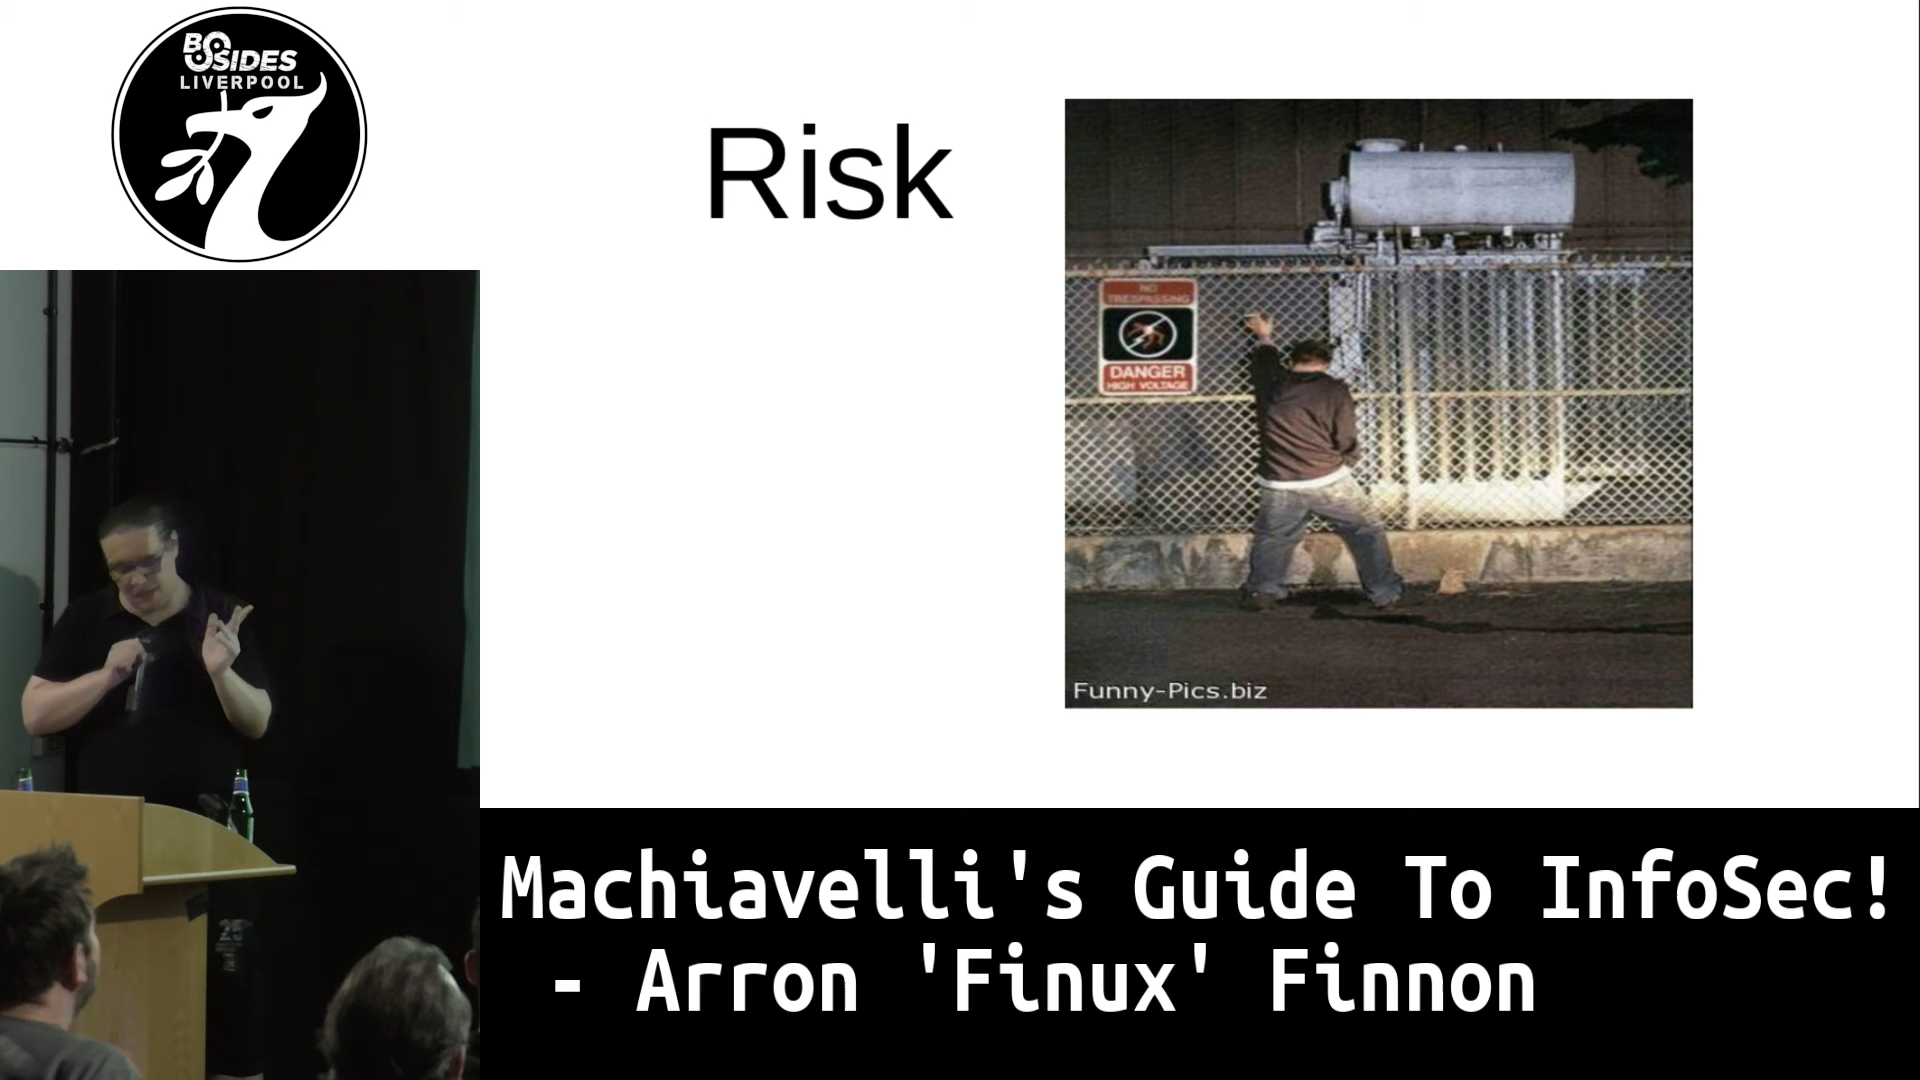 BSIDES
LIVERPOOL
Risk
NO
TRESPASSING
DANGER
HIGH VOLTAGE
Funny-Pics.biz
Machiavelli's Guide To InfoSec!
- Arron 'Finux' Finnon